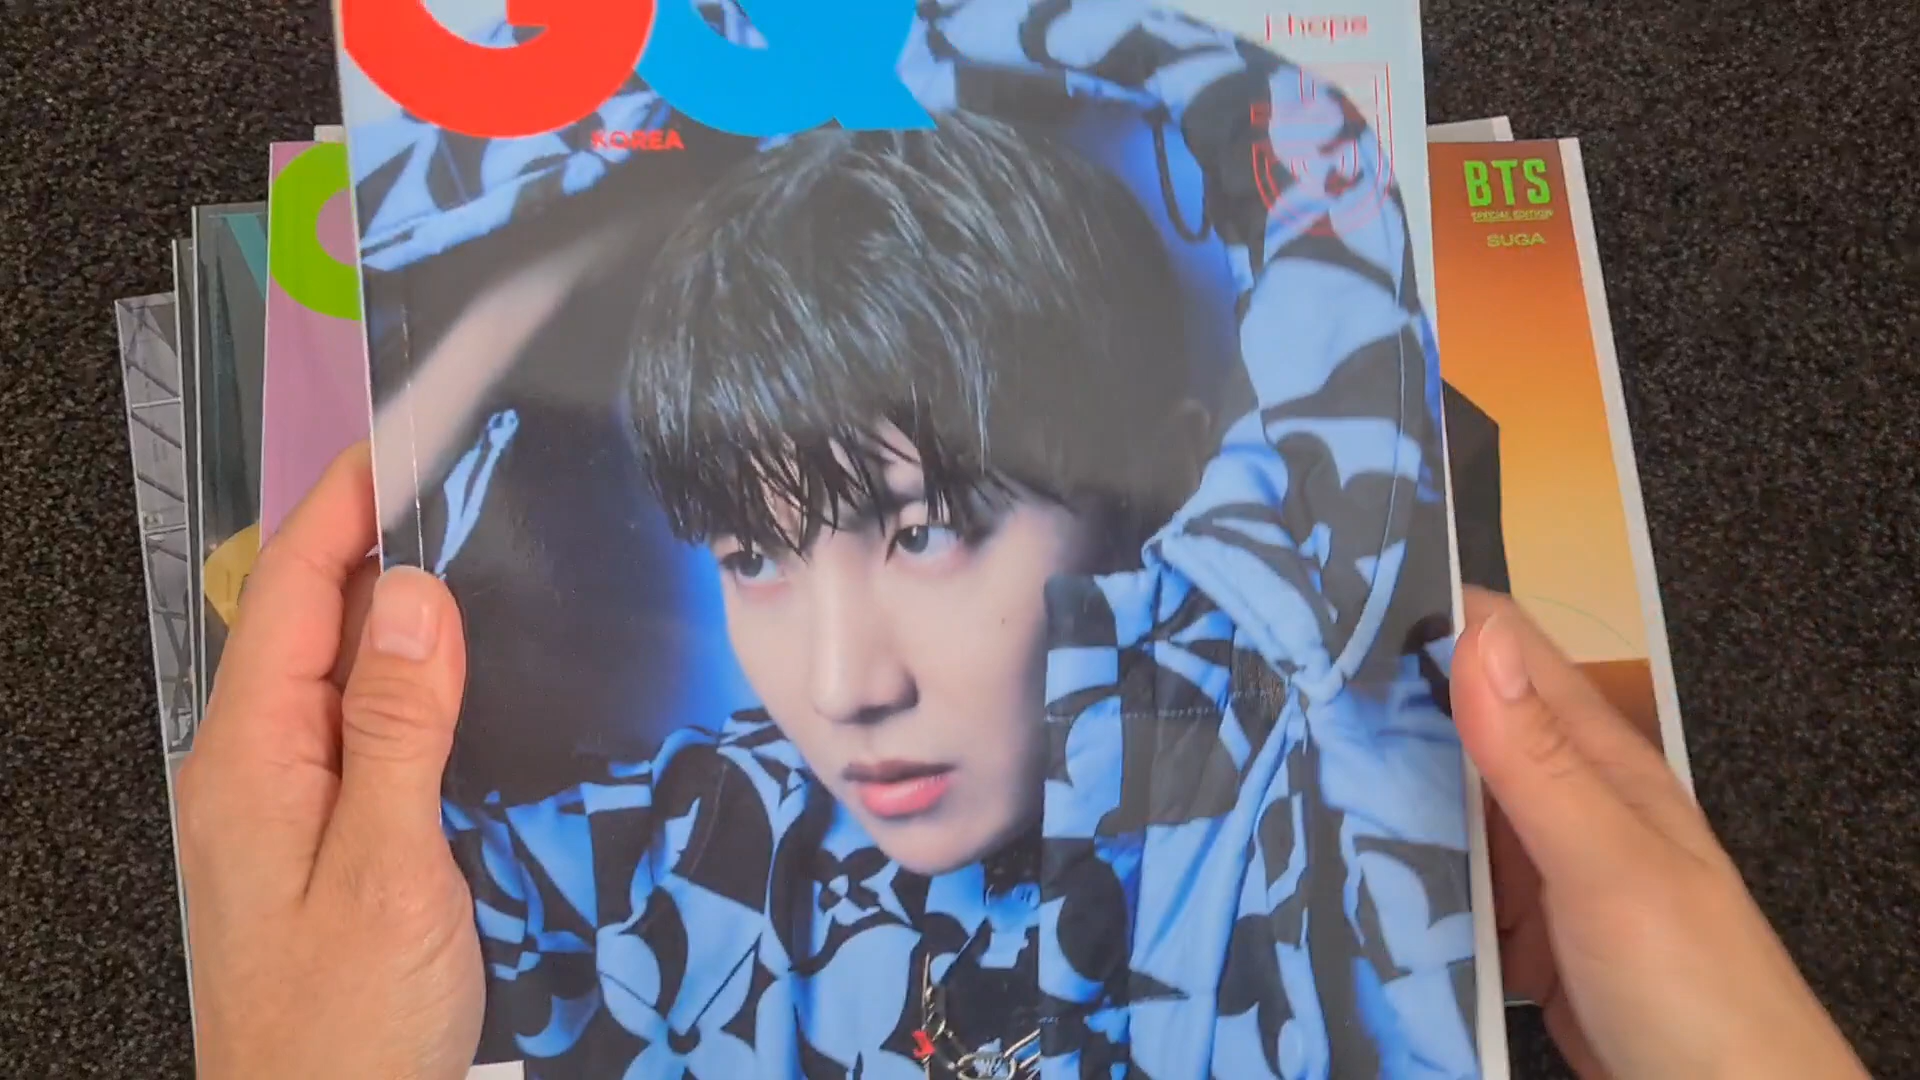 GQ
KOREA
j-hope
BTS
SPECIAL EDITION
SUGA